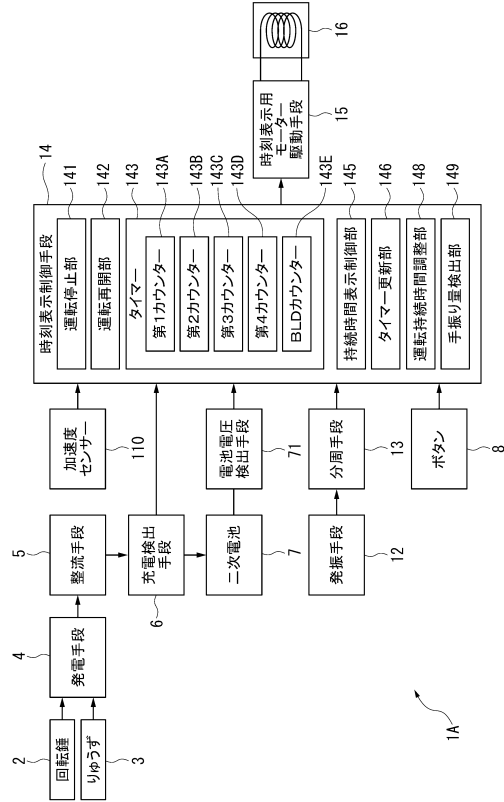 2
回転錘
りゅうず
3
4
発電手段
5
整流手段
充電検出
手段
6
二次電池
7
発振手段
12
加速度
センサー
110
電池電圧
検出手段
71
分周手段
13
ボタン
8
14
時刻表示制御手段
141
運転停止部
142
運転再開部
143
タイマー
143A
第1カウンター
143B
第2カウンター
143C
第3カウンター
143D
第4カウンター
143E
BLDカウンター
145
持続時間表示制御部
146
タイマー更新部
148
運転持続時間調整部
149
手振り量検出部
時刻表示用
モーター
駆動手段
15
16
1A